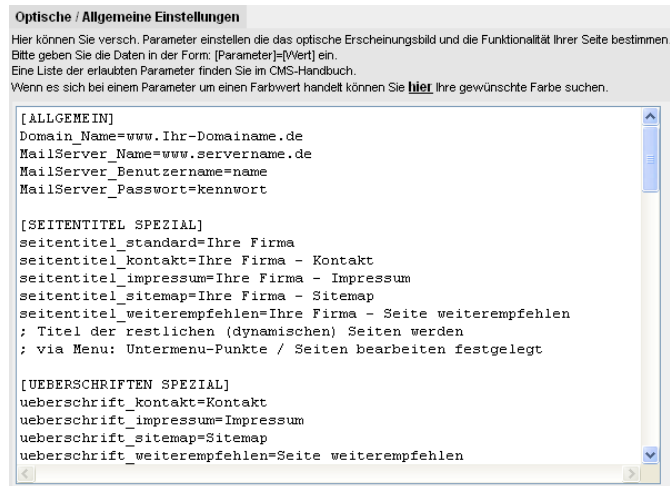 Optische / Allgemeine Einstellungen
Hier können Sie versch. Parameter einstellen die das optische Erscheinungsbild und die Funktionalität Ihrer Seite bestimmen
Bitte geben Sie die Daten in der Form: [Parameter]=[Wert] ein.
Eine Liste der erlaubten Parameter finden Sie im CMS-Handbuch.
Wenn es sich bei einem Parameter um einen Farbwert handelt können Sie hier Ihre gewünschte Farbe suchen.
[ALLGEMEIN]
Domain_Name=www.Ihr-Domainame.de
MailServer_Name=www.servername.de
MailServer_Benutzername=name
MailServer_Passwort=kennwort
[SEITENTITEL SPEZIAL]
seitentitel_standard=Ihre Firma
seitentitel_kontakt=Ihre Firma - Kontakt
seitentitel_impressum=Ihre Firma - Impressum
seitentitel_sitemap=Ihre Firma - Sitemap
seitentitel_weiterempfehlen=Ihre Firma - Seite weiterempfehlen
; Titel der restlichen (dynamischen) Seiten werden
; via Menu: Untermenu-Punkte / Seiten bearbeiten festgelegt
[UEBERSCHRIFTEN SPEZIAL]
ueberschrift_kontakt=Kontakt
ueberschrift_impressum=Impressum
ueberschrift_sitemap=Sitemap
ueberschrift_weiterempfehlen=Seite weiterempfehlen